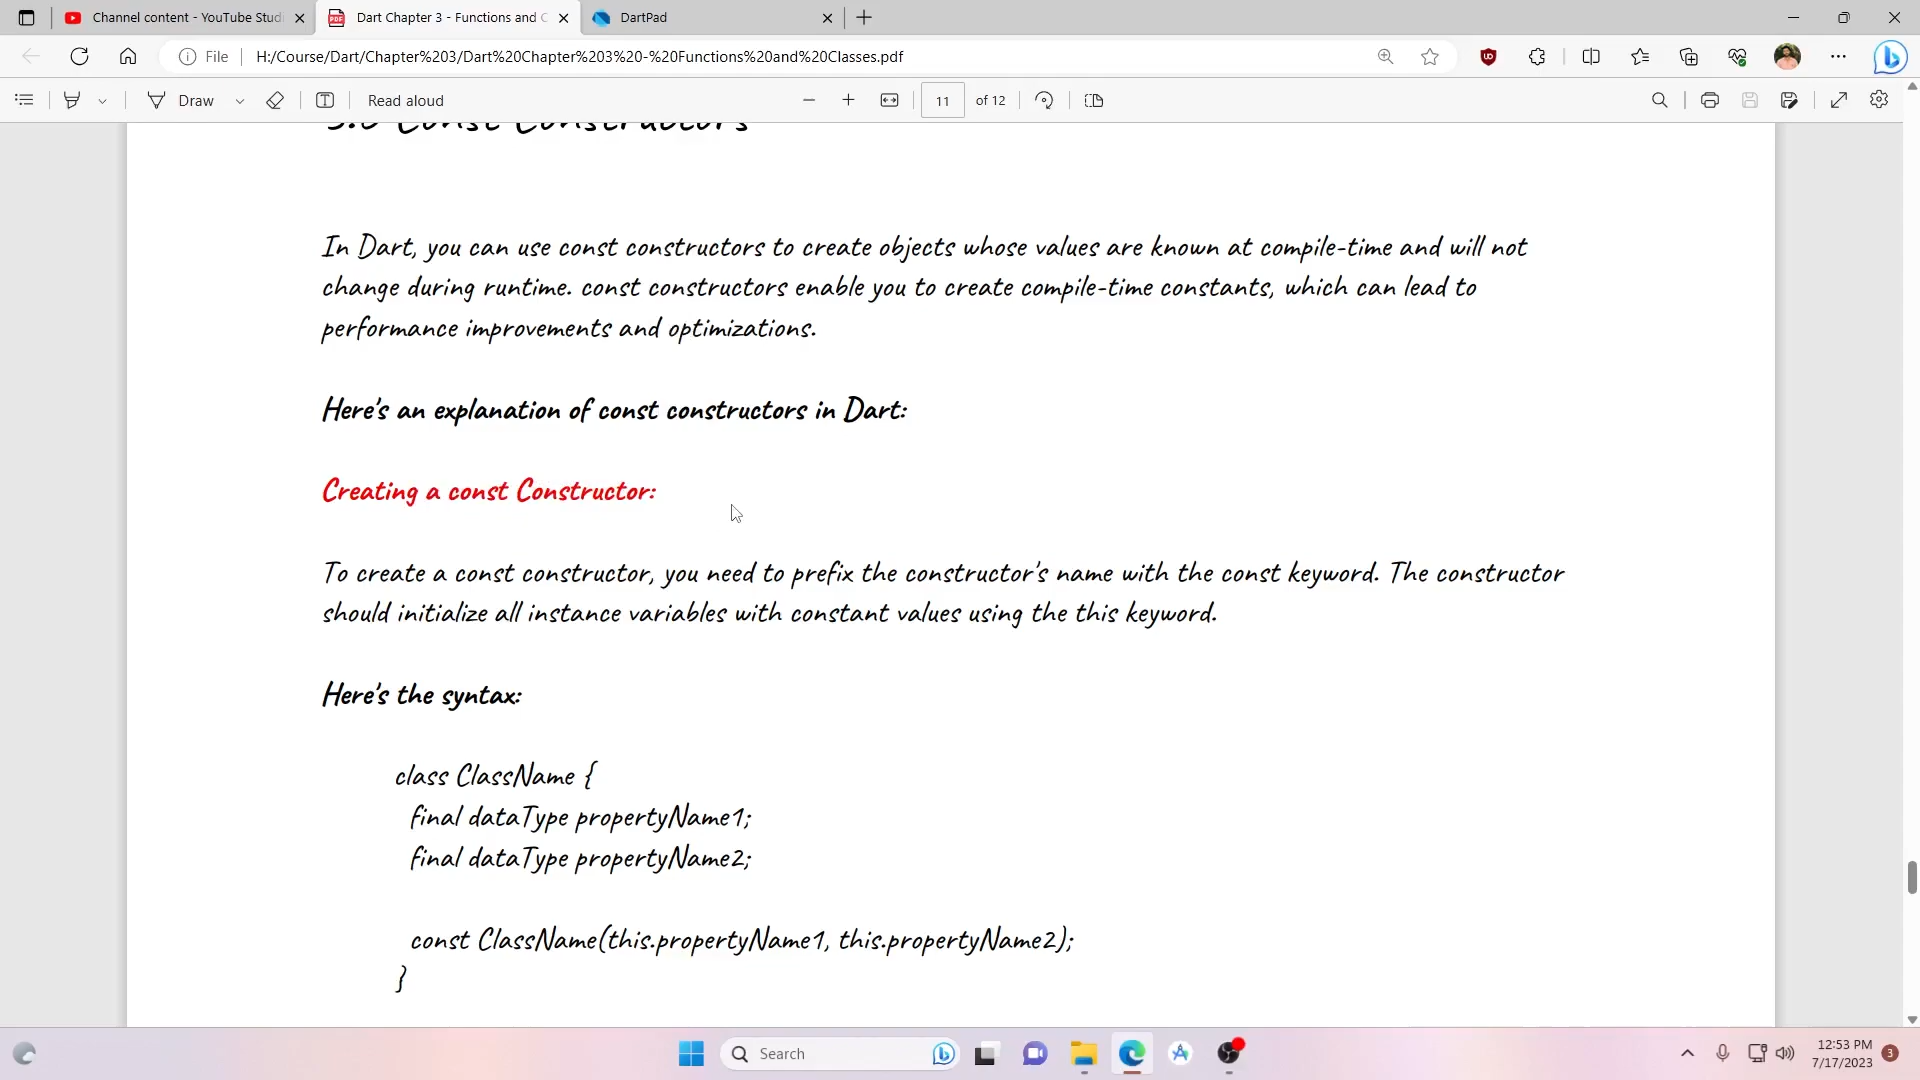 Channel content - YouTube Studi
Dart Chapter 3 - Functions and C
DartPad
File
H:/Course/Dart/Chapter%203/Dart%20Chapter%203%20-%20Functions%20and%20Classes.pdf
Draw
Read aloud
11
of 12
Const Constructors
In Dart, you can use const constructors to create objects whose values are known at compile-time and will not
change during runtime. const constructors enable you to create compile-time constants, which can lead to
performance improvements and optimizations.
Here's an explanation of const constructors in Dart:
Creating a const Constructor:
To create a const constructor, you need to prefix the constructor's name with the const keyword. The constructor
should initialize all instance variables with constant values using the this keyword.
Here's the syntax:
class ClassName {
final dataType propertyName1;
final dataType propertyName2;
const ClassName(this.propertyName1, this.propertyName2);
}
Search
12:53 PM
7/17/2023
3